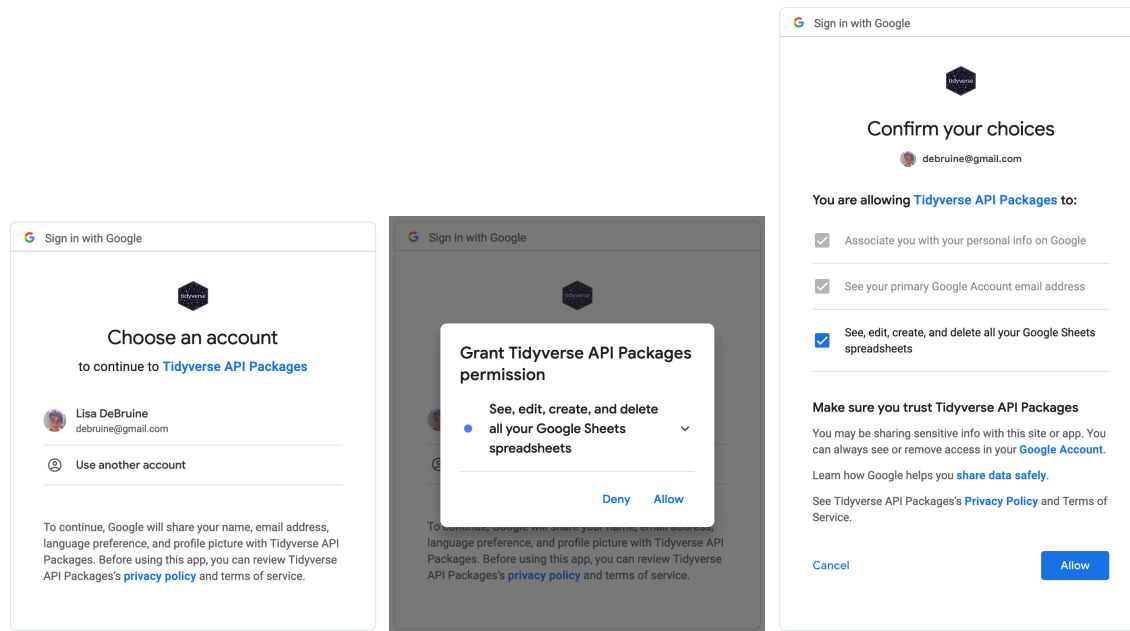 Sign in with Google
tidyverse
Choose an account
to continue to Tidyverse API Packages
Lisa DeBruine
debruine@gmail.com
Use another account
To continue, Google will share your name, email address,
language preference, and profile picture with Tidyverse API
Packages. Before using this app, you can review Tidyverse
API Packages's privacy policy and terms of service.
Sign in with Google
tidyverse
Grant Tidyverse API Packages
permission
See, edit, create, and delete
all your Google Sheets
spreadsheets
Deny Allow
To continue, Google will share your name, email address,
language preference, and profile picture with Tidyverse API
Packages. Before using this app, you can review Tidyverse
API Packages's privacy policy and terms of service.
Sign in with Google
tidyverse
Confirm your choices
debruine@gmail.com
You are allowing Tidyverse API Packages to:
Associate you with your personal info on Google
See your primary Google Account email address
See, edit, create, and delete all your Google Sheets
spreadsheets
Make sure you trust Tidyverse API Packages
You may be sharing sensitive info with this site or app. You
can always see or remove access in your Google Account.
Learn how Google helps you share data safely.
See Tidyverse API Packages's Privacy Policy and Terms of
Service.
Cancel Allow